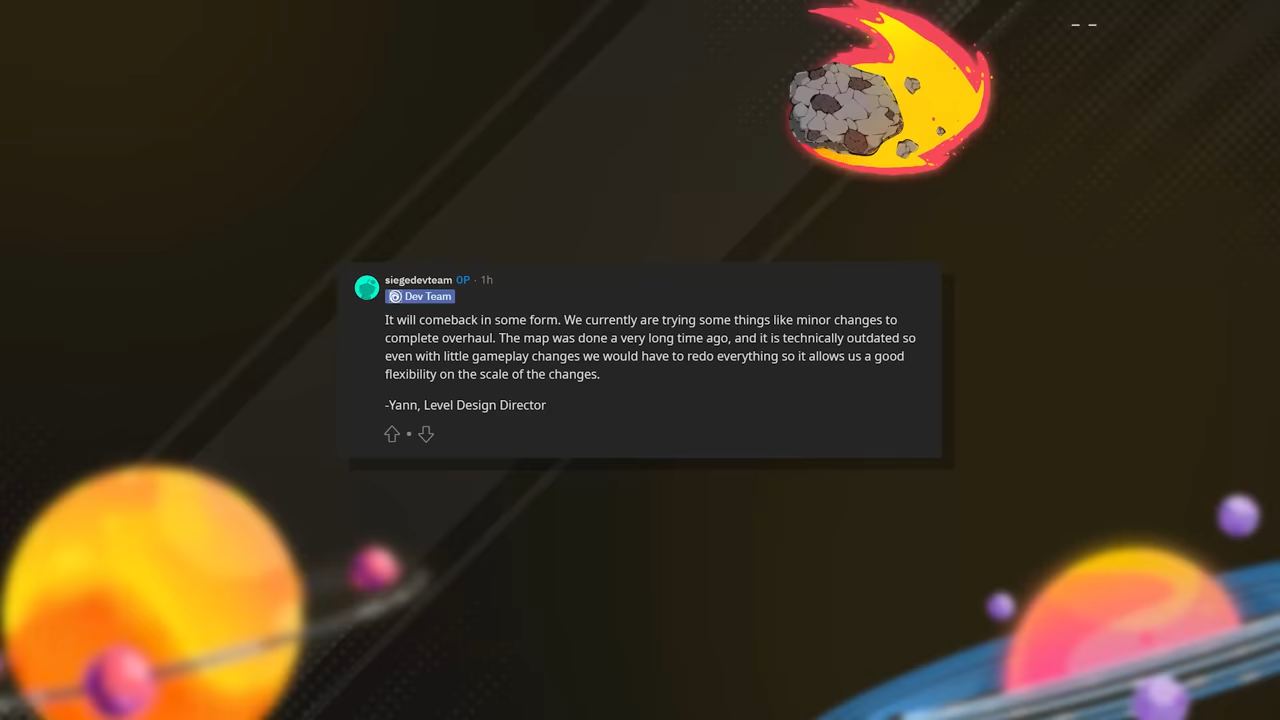 siegedevteam OP · 1h
Dev Team
It will comeback in some form. We currently are trying some things like minor changes to
complete overhaul. The map was done a very long time ago, and it is technically outdated so
even with little gameplay changes we would have to redo everything so it allows us a good
flexibility on the scale of the changes.
-Yann, Level Design Director